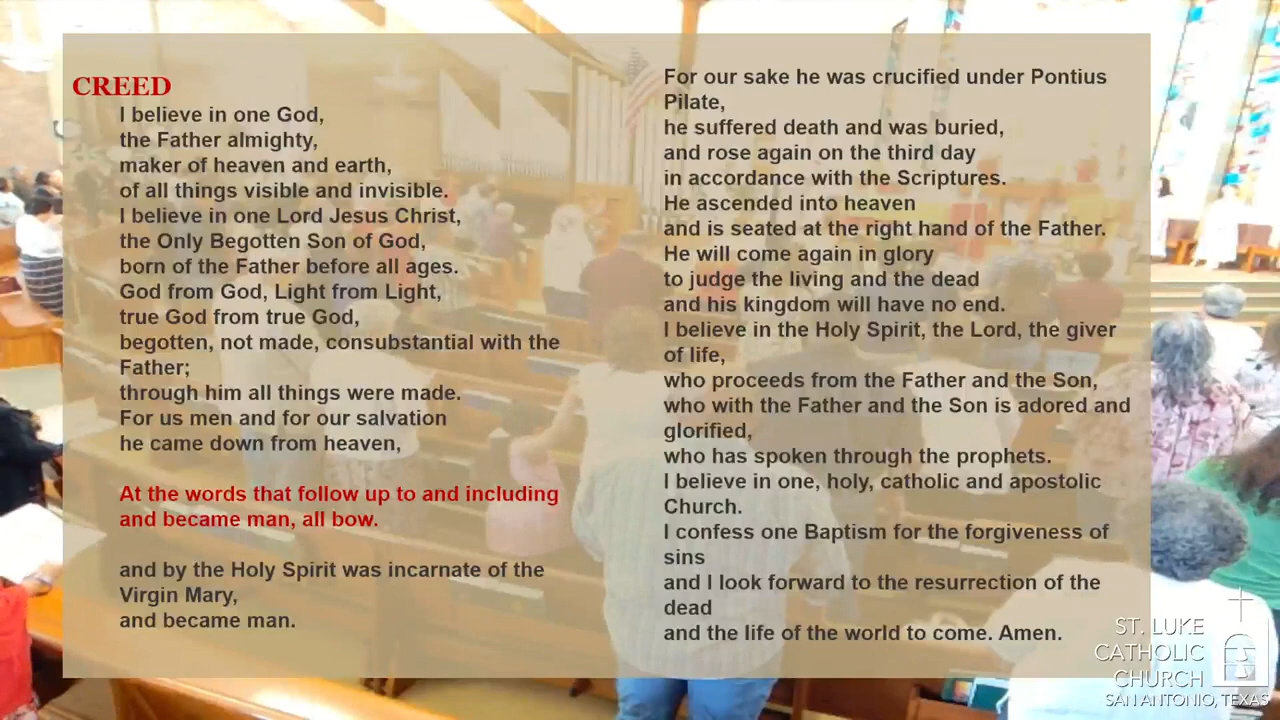 CREED
I believe in one God,
the Father almighty,
maker of heaven and earth,
of all things visible and invisible.
I believe in one Lord Jesus Christ,
the Only Begotten Son of God,
born of the Father before all ages.
God from God, Light from Light,
true God from true God,
begotten, not made, consubstantial with the
Father;
through him all things were made.
For us men and for our salvation
he came down from heaven,
At the words that follow up to and including
and became man, all bow.
and by the Holy Spirit was incarnate of the
Virgin Mary,
and became man.
For our sake he was crucified under Pontius
Pilate,
he suffered death and was buried,
and rose again on the third day
in accordance with the Scriptures.
He ascended into heaven
and is seated at the right hand of the Father.
He will come again in glory
to judge the living and the dead
and his kingdom will have no end.
I believe in the Holy Spirit, the Lord, the giver
of life,
who proceeds from the Father and the Son,
who with the Father and the Son is adored and
glorified,
who has spoken through the prophets.
I believe in one, holy, catholic and apostolic
Church.
I confess one Baptism for the forgiveness of
sins
and I look forward to the resurrection of the
dead
and the life of the world to come. Amen.
ST. LUKE
CATHOLIC
CHURCH
SAN ANTONIO, TEXAS